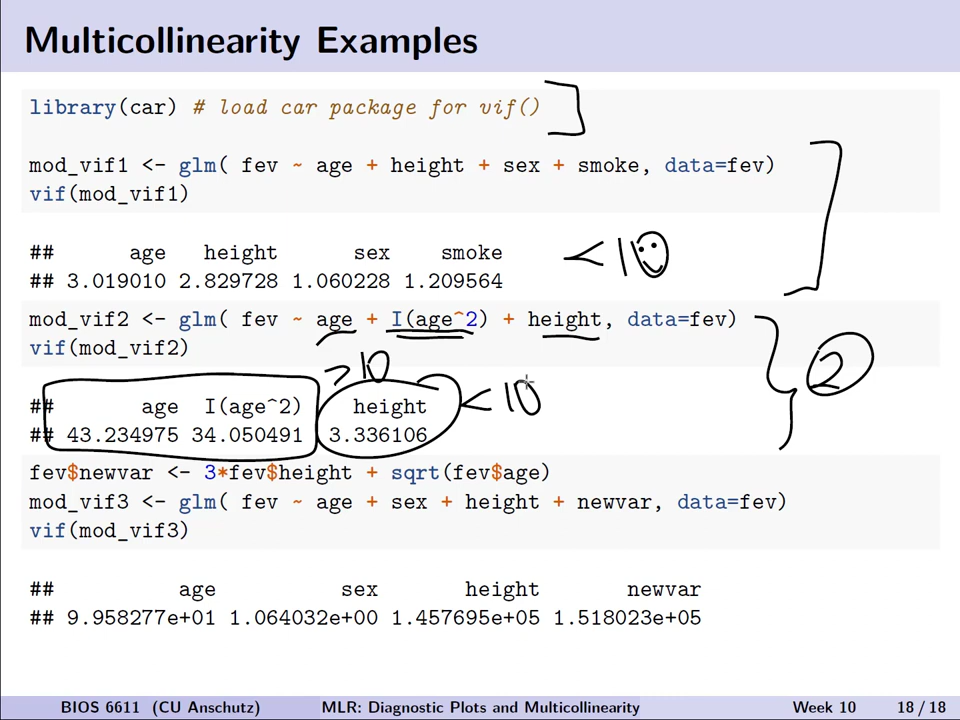 Multicollinearity Examples
library(car) # load car package for vif()
mod_vif1 <- glm( fev ~ age + height + sex + smoke, data=fev)
vif(mod_vif1)
## age height sex smoke
## 3.019010 2.829728 1.060228 1.209564
< 10
mod_vif2 <- glm( fev ~ age + I(age^2) + height, data=fev)
vif(mod_vif2)
2
> 10
## age I(age^2) height
## 43.234975 34.050491 3.336106
< 10
fev$newvar <- 3*fev$height + sqrt(fev$age)
mod_vif3 <- glm( fev ~ age + sex + height + newvar, data=fev)
vif(mod_vif3)
## age sex height newvar
## 9.958277e+01 1.064032e+00 1.457695e+05 1.518023e+05
BIOS 6611 (CU Anschutz) MLR: Diagnostic Plots and Multicollinearity Week 10 18 / 18